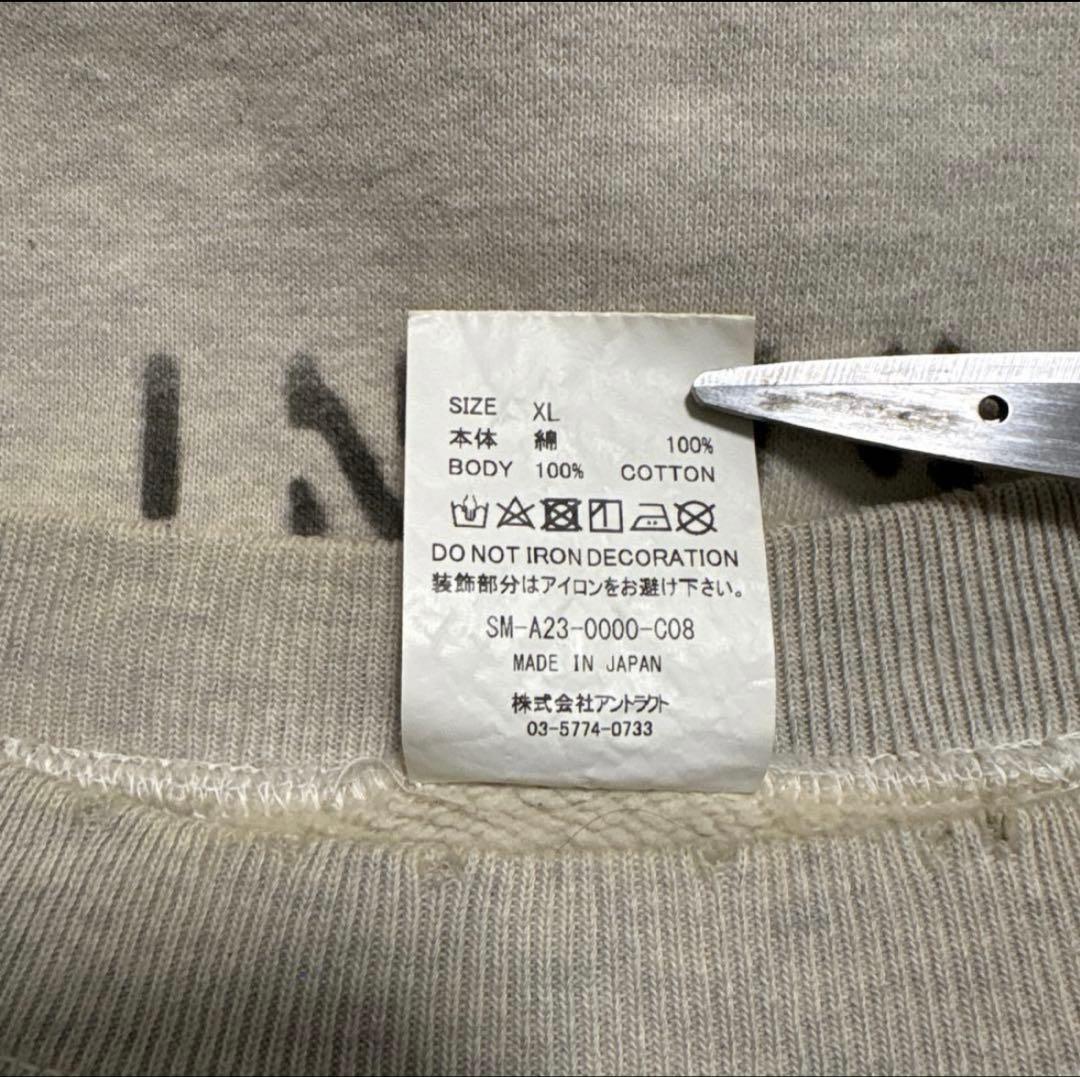 SIZE XL
本体 綿 100%
BODY 100% COTTON
DO NOT IRON DECORATION
装飾部分はアイロンをお避け下さい。
SM-A23-0000-C08
MADE IN JAPAN
株式会社アントラクト
03-5774-0733